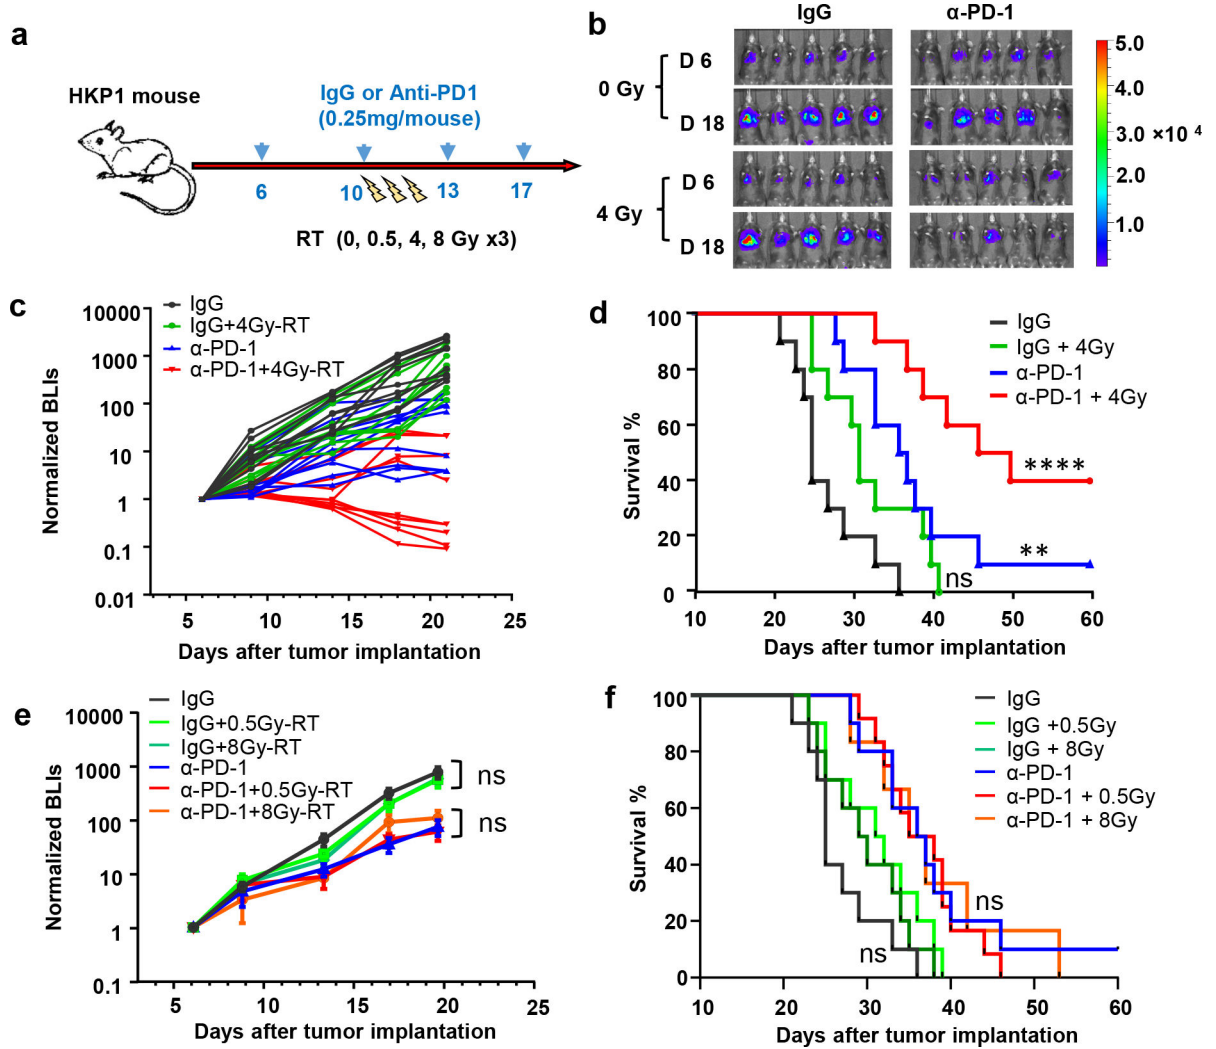 a
HKP1 mouse
IgG or Anti-PD1
(0.25mg/mouse)
6
10
13
17
RT (0, 0.5, 4, 8 Gy x3)
b
IgG
α-PD-1
0 Gy
D 6
D 18
4 Gy
D 6
D 18
5.0
4.0
3.0
×10 4
2.0
1.0
c
IgG
IgG+4Gy-RT
α-PD-1
α-PD-1+4Gy-RT
Normalized BLIs
10000
1000
100
10
1
0.1
0.01
5
10
15
20
25
Days after tumor implantation
d
IgG
IgG + 4Gy
α-PD-1
α-PD-1 + 4Gy
Survival %
100
80
60
40
20
0
****
**
ns
10
20
30
40
50
60
Days after tumor implantation
e
IgG
IgG+0.5Gy-RT
IgG+8Gy-RT
α-PD-1
α-PD-1+0.5Gy-RT
α-PD-1+8Gy-RT
Normalized BLIs
10000
1000
100
10
1
0.1
ns
ns
5
10
15
20
25
Days after tumor implantation
f
IgG
IgG +0.5Gy
IgG + 8Gy
α-PD-1
α-PD-1 + 0.5Gy
α-PD-1 + 8Gy
Survival %
100
80
60
40
20
0
ns
ns
10
20
30
40
50
60
Days after tumor implantation